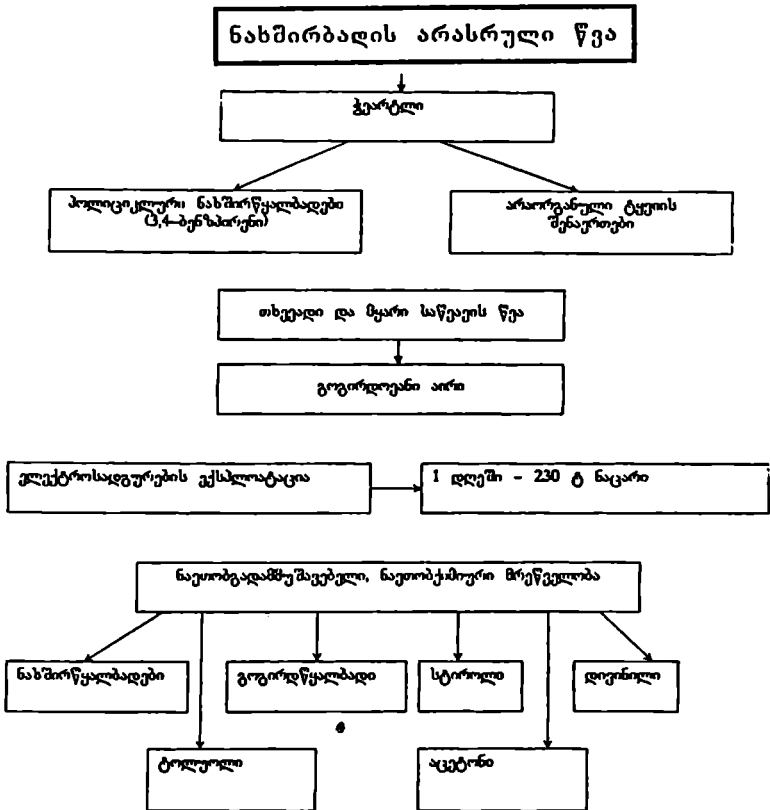 ნახშირბადის არასრული წვა
ჭვარტლი
პოლიციკლური ნახშირწყალბადები
(3,4–ბენზპირენი)
არაორგანული ტყვიის
შენაერთები
თხევადი და მყარი საწვავის წვა
გოგირდოვანი აირი
ელექტროსადგურების ექსპლოატაცია
1 დღეში – 230 ტ ნაცარი
ნავთობგადამმუშავებელი, ნავთობქიმიური მრეწველობა
ნახშირწყალბადები
გოგირდწყალბადი
სტიროლი
დივინილი
ტოლუოლი
აცეტონი